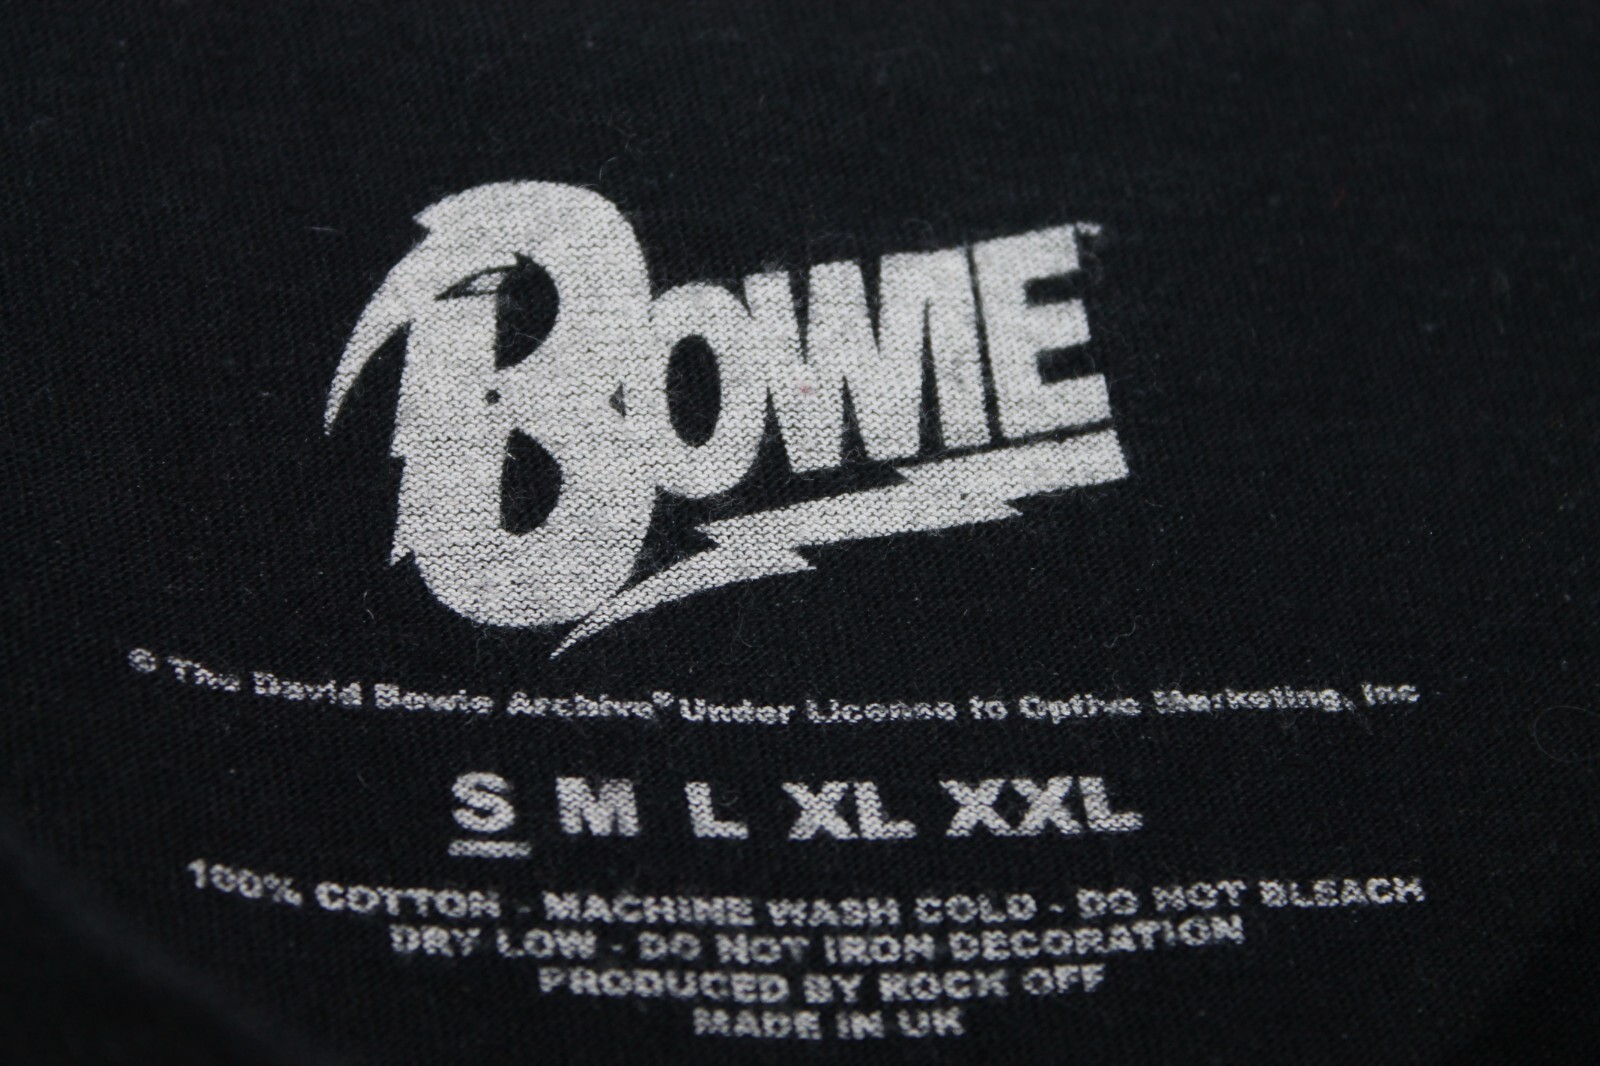 BOWIE
© The David Bowie Archive® Under License to Optive Marketing, Inc
S M L XL XXL
100% COTTON - MACHINE WASH COLD - DO NOT BLEACH
DRY LOW - DO NOT IRON DECORATION
PRODUCED BY ROCK OFF
MADE IN UK